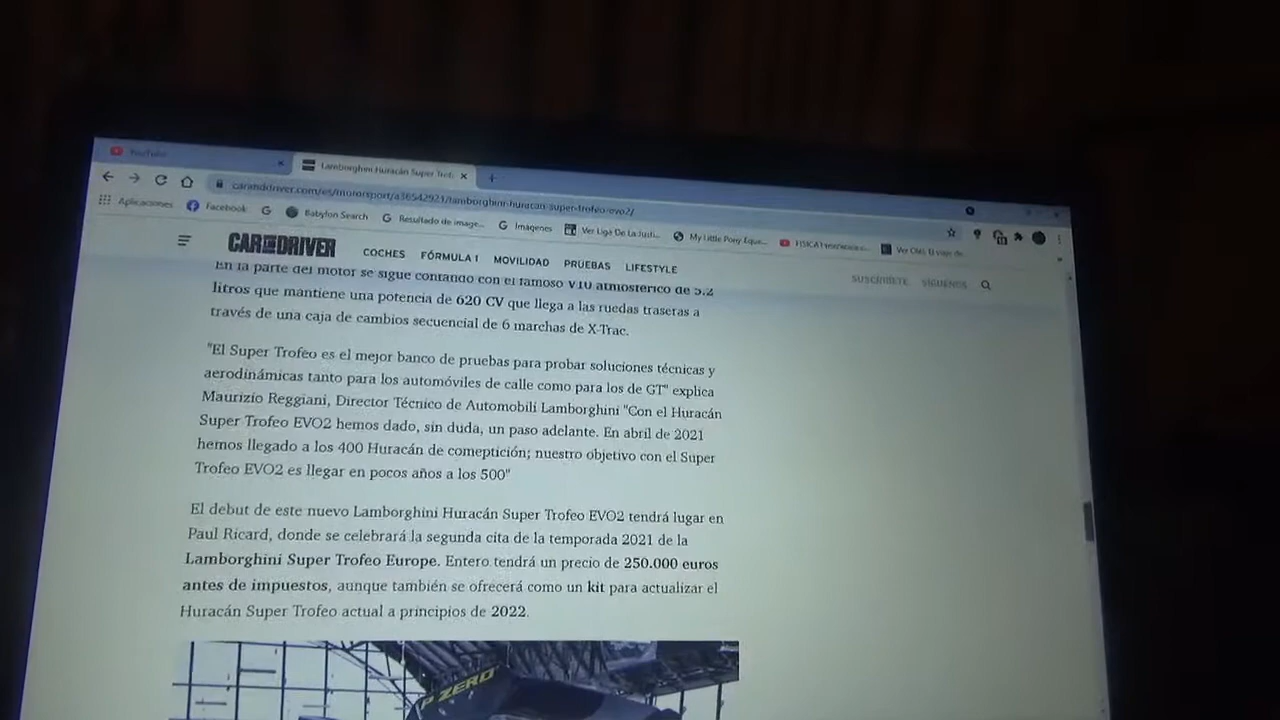 YouTube
Lamborghini Huracán Super Trof
caranddriver.com/es/motorsport/a36542921/lamborghini-huracan-super-trofeo-evo2/
Aplicaciones Facebook Babylon Search Resultado de image... Imágenes Ver Liga De La Justi... My Little Pony Eque...
CAR AND DRIVER COCHES FÓRMULA 1 MOVILIDAD PRUEBAS LIFESTYLE SUSCRÍBETE SÍGUENOS
En la parte del motor se sigue contando con el famoso V10 atmosférico de 5.2
litros que mantiene una potencia de 620 CV que llega a las ruedas traseras a
través de una caja de cambios secuencial de 6 marchas de X-Trac.
"El Super Trofeo es el mejor banco de pruebas para probar soluciones técnicas y
aerodinámicas tanto para los automóviles de calle como para los de GT" explica
Maurizio Reggiani, Director Técnico de Automobili Lamborghini "Con el Huracán
Super Trofeo EVO2 hemos dado, sin duda, un paso adelante. En abril de 2021
hemos llegado a los 400 Huracán de comeptición; nuestro objetivo con el Super
Trofeo EVO2 es llegar en pocos años a los 500"
El debut de este nuevo Lamborghini Huracán Super Trofeo EVO2 tendrá lugar en
Paul Ricard, donde se celebrará la segunda cita de la temporada 2021 de la
Lamborghini Super Trofeo Europe. Entero tendrá un precio de 250.000 euros
antes de impuestos, aunque también se ofrecerá como un kit para actualizar el
Huracán Super Trofeo actual a principios de 2022.
P ZERO